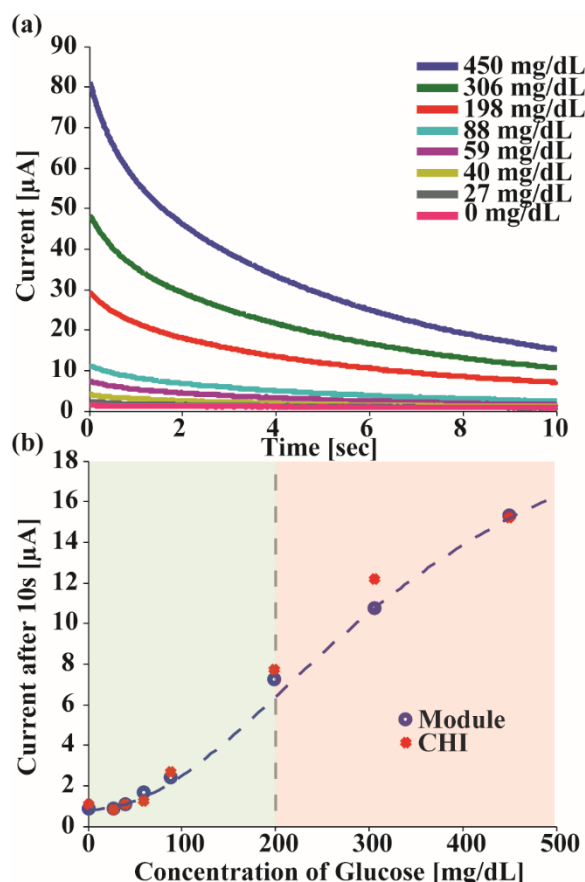 (a)
90
80
70
60
50
40
30
20
10
0
Current [µA]
450 mg/dL
306 mg/dL
198 mg/dL
88 mg/dL
59 mg/dL
40 mg/dL
27 mg/dL
0 mg/dL
0 2 4 6 8 10
Time [sec]
(b)
18
16
14
12
10
8
6
4
2
0
Current after 10s [µA]
Module
CHI
0 100 200 300 400 500
Concentration of Glucose [mg/dL]